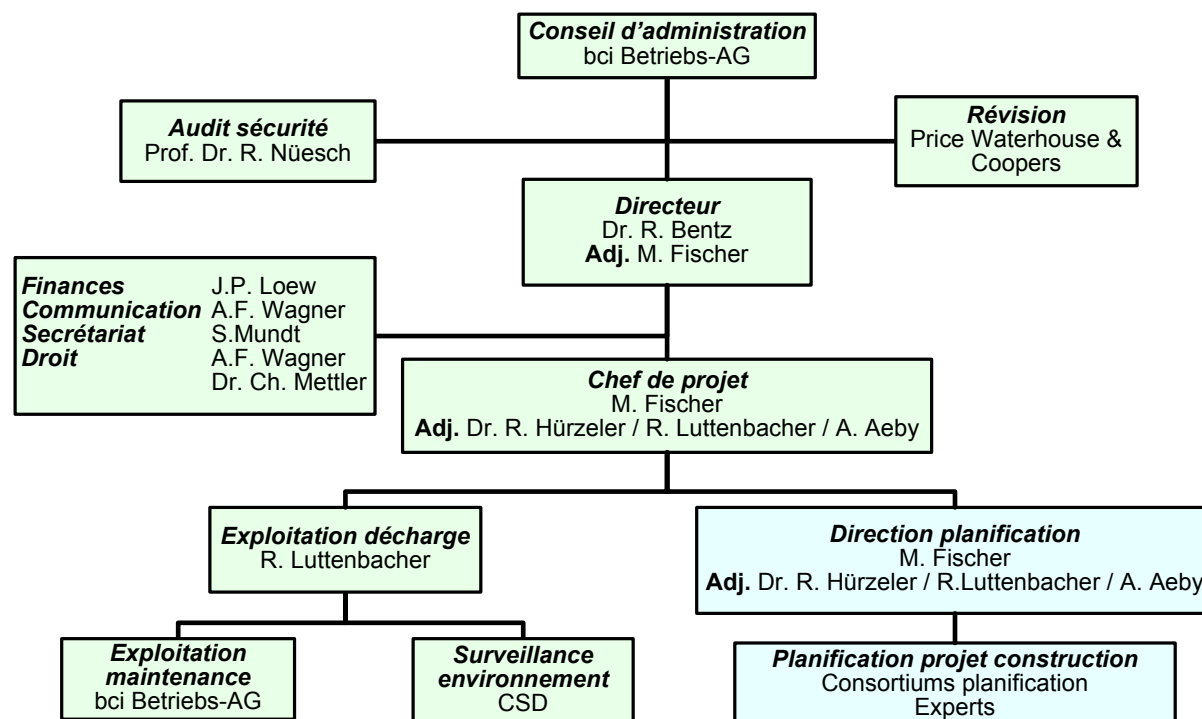 Conseil d’administration
bci Betriebs-AG
Audit sécurité
Prof. Dr. R. Nüesch
Révision
Price Waterhouse &
Coopers
Directeur
Dr. R. Bentz
Adj. M. Fischer
Finances J.P. Loew
Communication A.F. Wagner
Secrétariat S.Mundt
Droit A.F. Wagner
Dr. Ch. Mettler
Chef de projet
M. Fischer
Adj. Dr. R. Hürzeler / R. Luttenbacher / A. Aeby
Exploitation décharge
R. Luttenbacher
Direction planification
M. Fischer
Adj. Dr. R. Hürzeler / R.Luttenbacher / A. Aeby
Exploitation
maintenance
bci Betriebs-AG
Surveillance
environnement
CSD
Planification projet construction
Consortiums planification
Experts